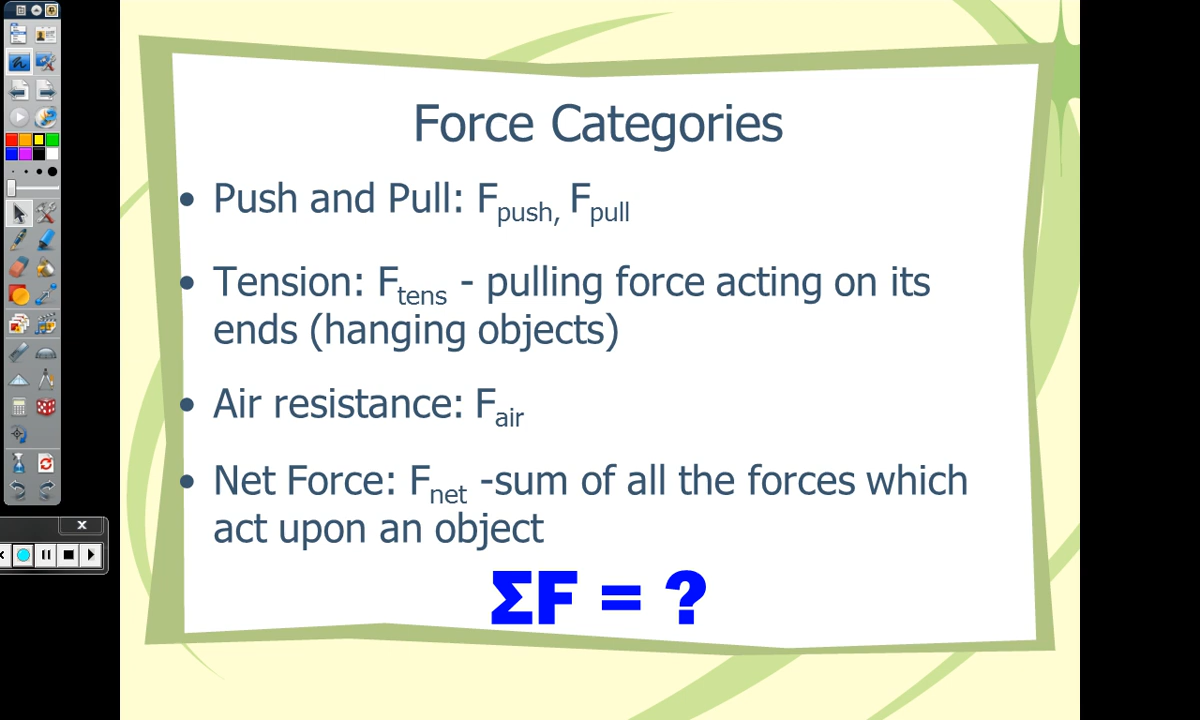 Force Categories
• Push and Pull: Fpush, Fpull
• Tension: Ftens - pulling force acting on its
ends (hanging objects)
• Air resistance: Fair
• Net Force: Fnet -sum of all the forces which
act upon an object
ΣF = ?